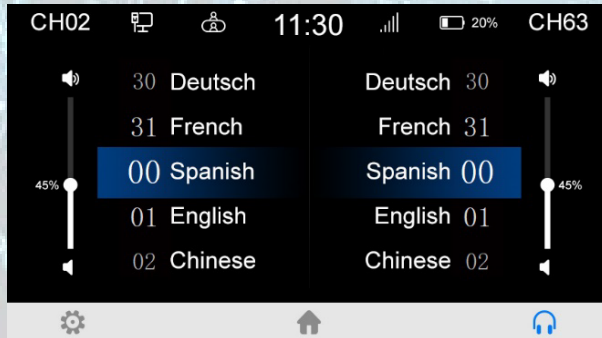 CH02 11:30 20% CH63
30 Deutsch Deutsch 30
31 French French 31
00 Spanish Spanish 00
45% 45%
01 English English 01
02 Chinese Chinese 02